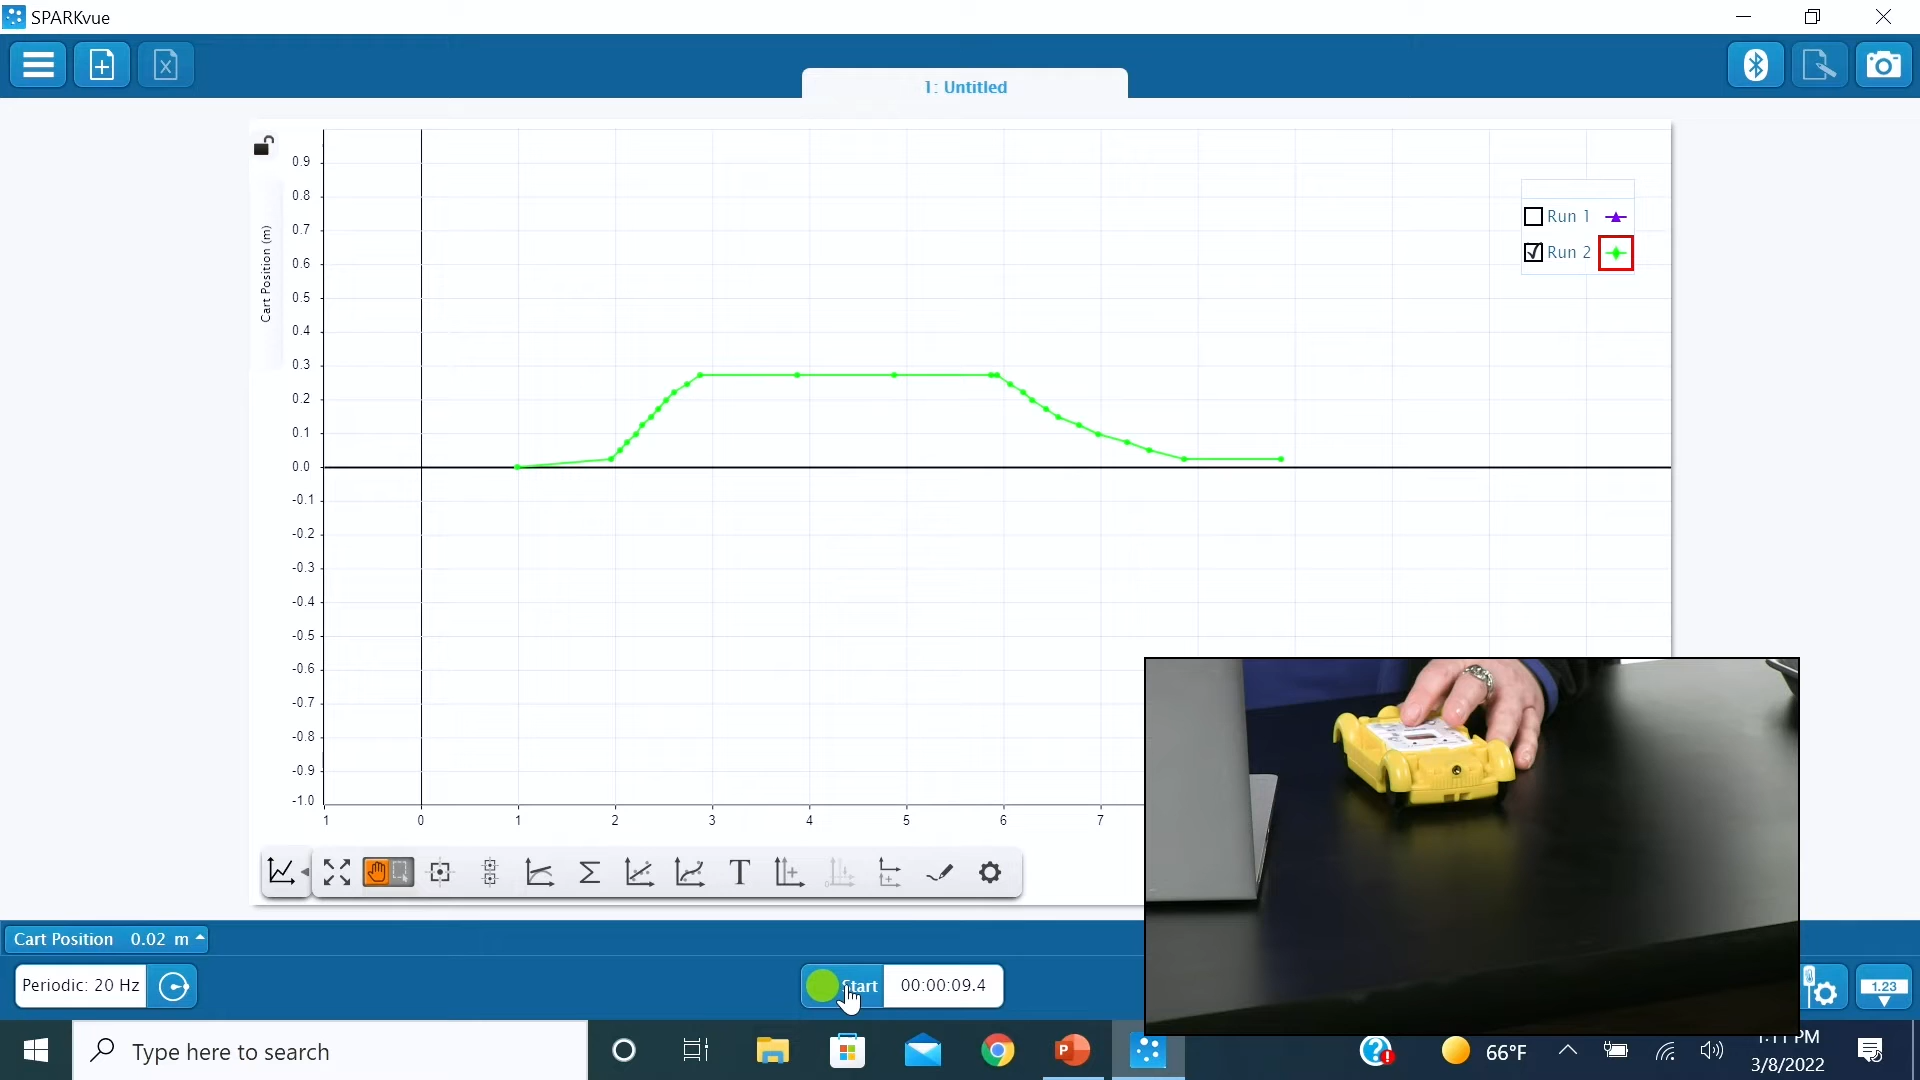 SPARKvue
1: Untitled
Cart Position (m)
0.9
0.8
0.7
0.6
0.5
0.4
0.3
0.2
0.1
0.0
-0.1
-0.2
-0.3
-0.4
-0.5
-0.6
-0.7
-0.8
-0.9
-1.0
1 0 1 2 3 4 5 6 7
Run 1
Run 2
T
Cart Position 0.02 m
Periodic: 20 Hz
Start 00:00:09.4
1.23
Type here to search
66°F
1:11 PM
3/8/2022